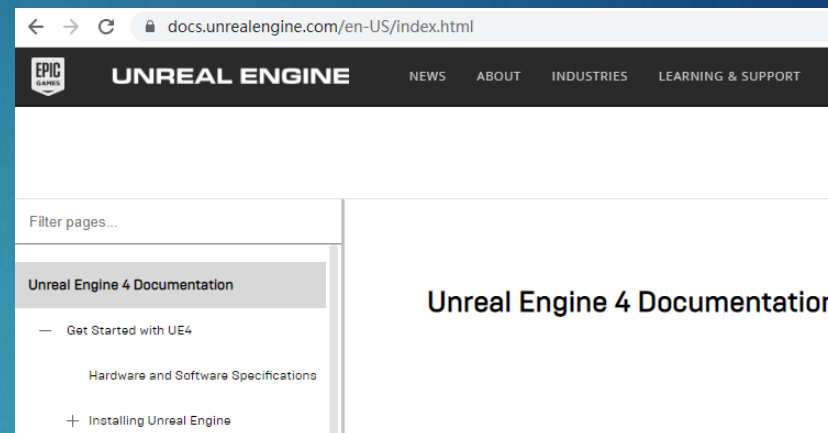 docs.unrealengine.com/en-US/index.html
EPIC GAMES
UNREAL ENGINE NEWS ABOUT INDUSTRIES LEARNING & SUPPORT
Filter pages...
Unreal Engine 4 Documentation
Unreal Engine 4 Documentation
Get Started with UE4
Hardware and Software Specifications
Installing Unreal Engine